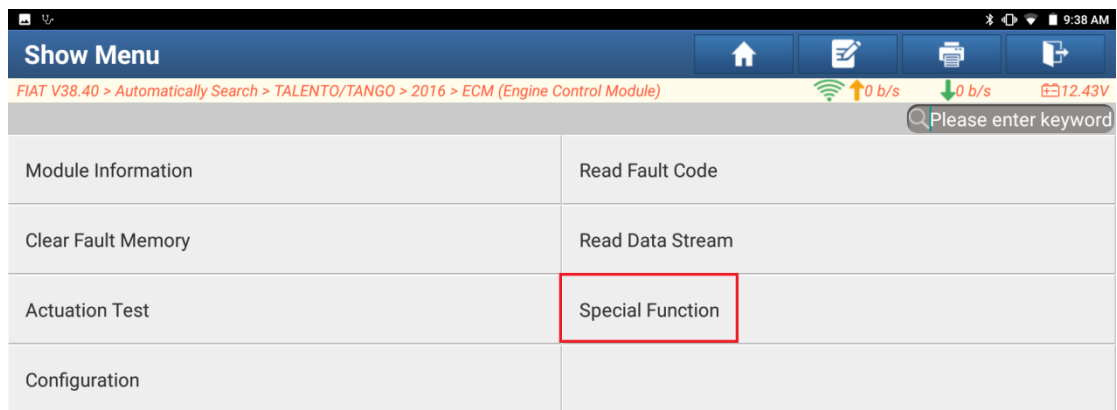 9:38 AM
Show Menu
FIAT V38.40 > Automatically Search > TALENTO/TANGO > 2016 > ECM (Engine Control Module) 0 b/s 0 b/s 12.43V
Please enter keyword
Module Information Read Fault Code
Clear Fault Memory Read Data Stream
Actuation Test Special Function
Configuration